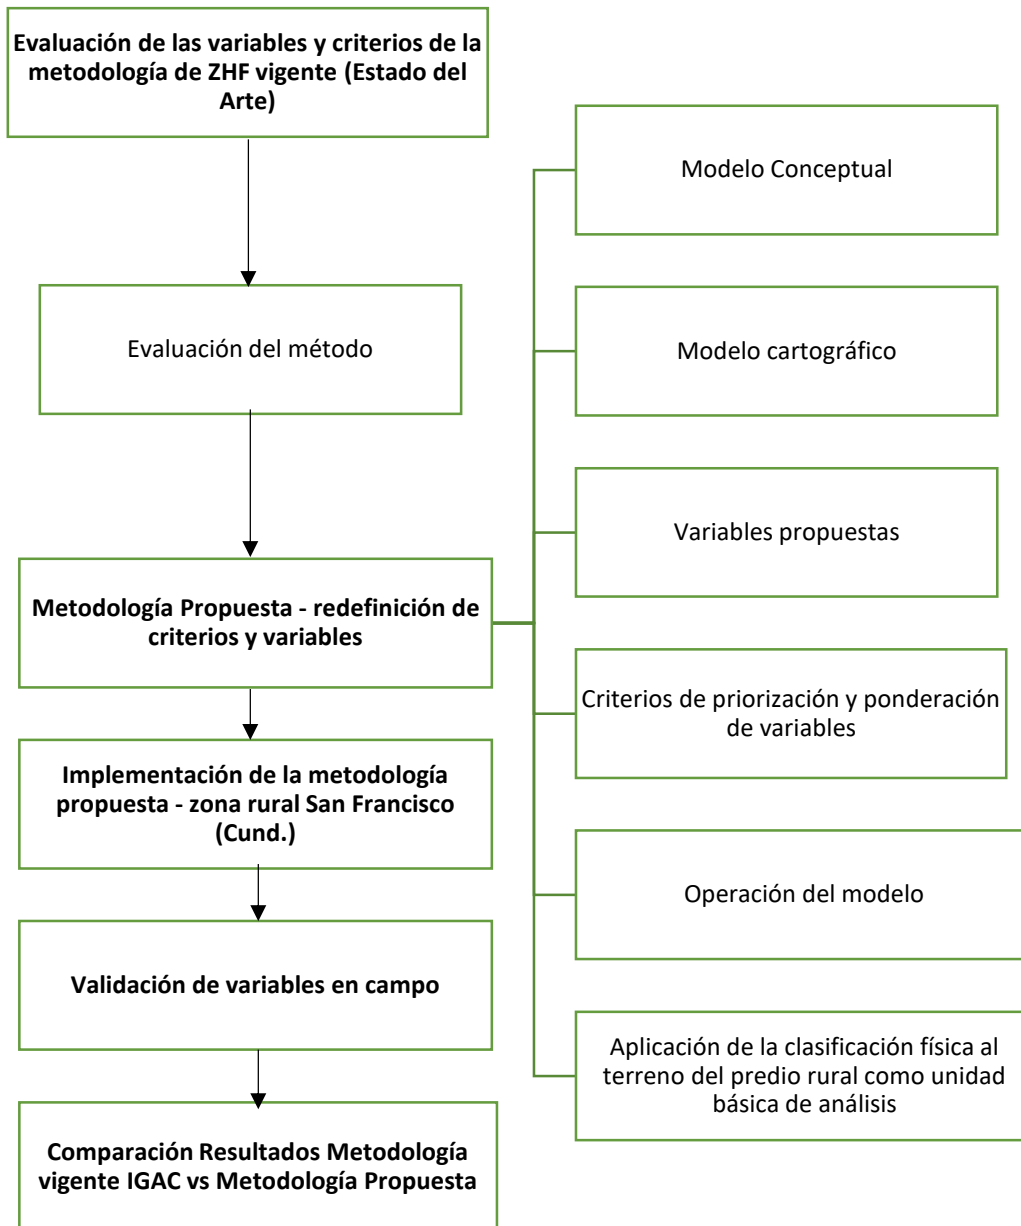 Evaluación de las variables y criterios de la
metodología de ZHF vigente (Estado del
Arte)
Evaluación del método
Metodología Propuesta - redefinición de
criterios y variables
Implementación de la metodología
propuesta - zona rural San Francisco
(Cund.)
Validación de variables en campo
Comparación Resultados Metodología
vigente IGAC vs Metodología Propuesta
Modelo Conceptual
Modelo cartográfico
Variables propuestas
Criterios de priorización y ponderación
de variables
Operación del modelo
Aplicación de la clasificación física al
terreno del predio rural como unidad
básica de análisis